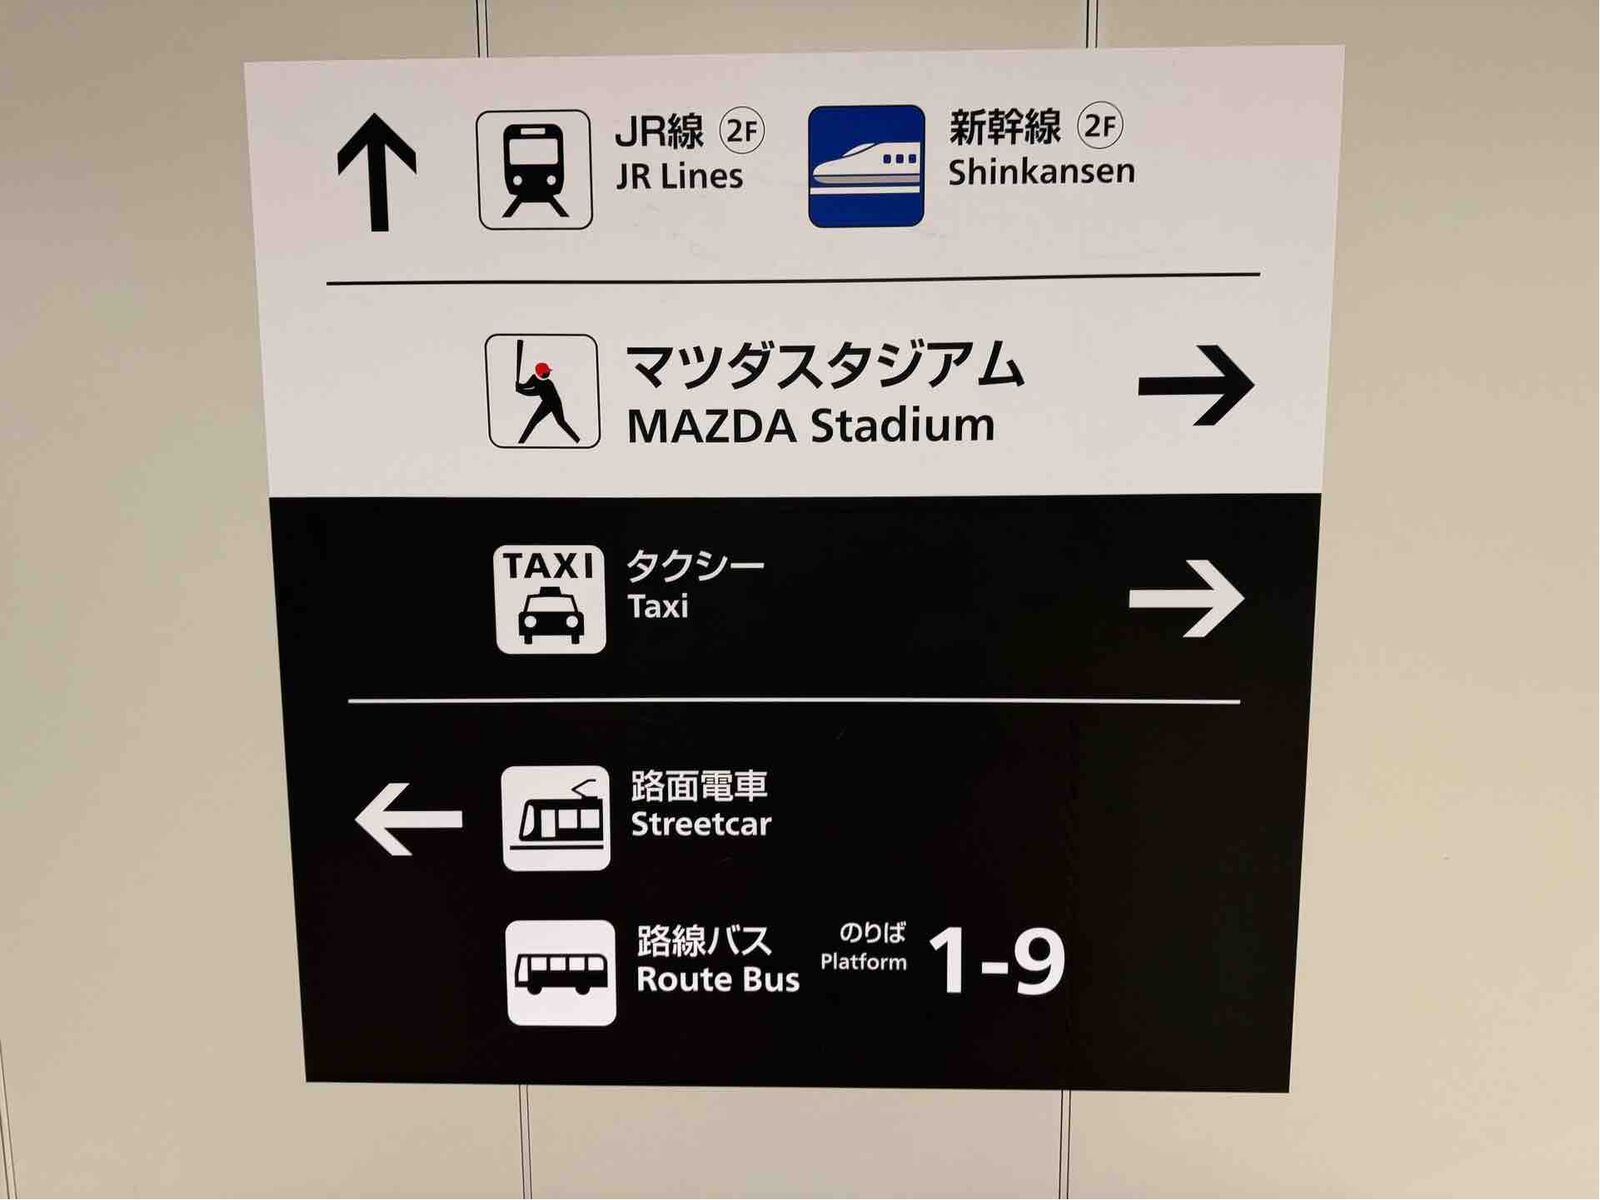 JR線 2F
JR Lines
新幹線 2F
Shinkansen
マツダスタジアム
MAZDA Stadium
TAXI
タクシー
Taxi
路面電車
Streetcar
路線バス
Route Bus
のりば
Platform
1-9